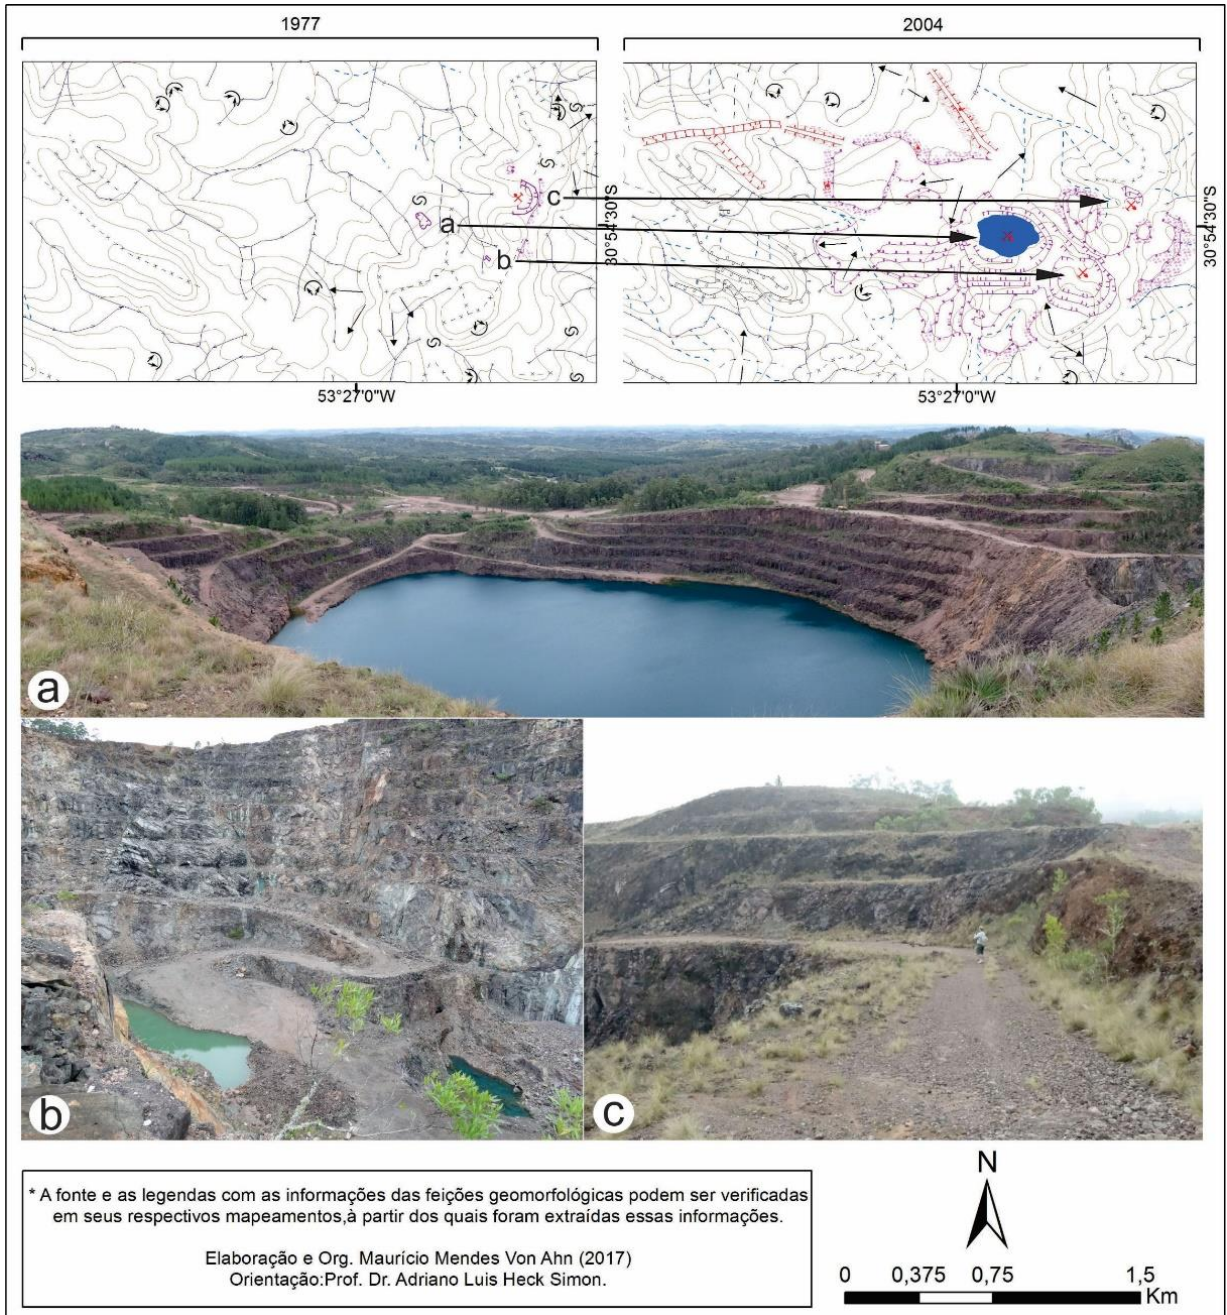 1977
2004
c
a
b
30°54'30"S
30°54'30"S
53°27'0"W
53°27'0"W
a
b
c
* A fonte e as legendas com as informações das feições geomorfológicas podem ser verificadas
em seus respectivos mapeamentos,à partir dos quais foram extraídas essas informações.
Elaboração e Org. Maurício Mendes Von Ahn (2017)
Orientação:Prof. Dr. Adriano Luis Heck Simon.
N
0 0,375 0,75 1,5
Km